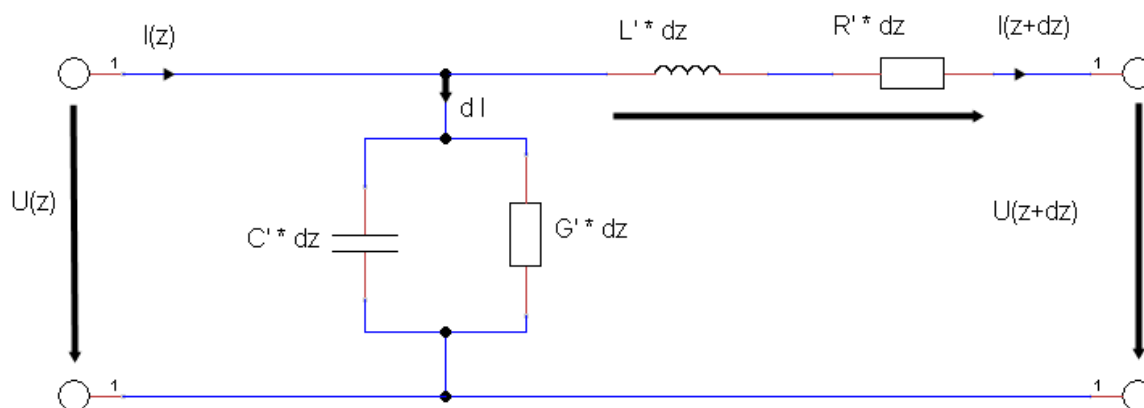 I(z)
L' * dz
R' * dz
I(z+dz)
1
1
d I
U(z)
U(z+dz)
C' * dz
G' * dz
1
1